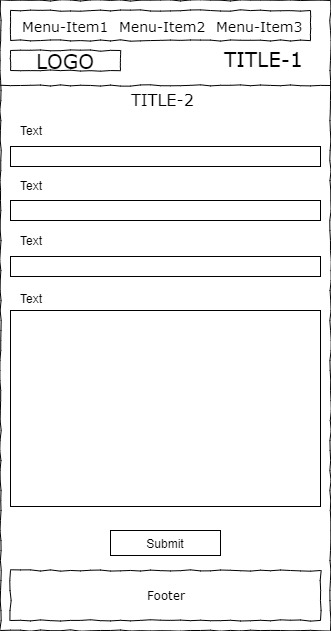 Menu-Item1 Menu-Item2 Menu-Item3
LOGO TITLE-1
TITLE-2
Text
Text
Text
Text
Submit
Footer